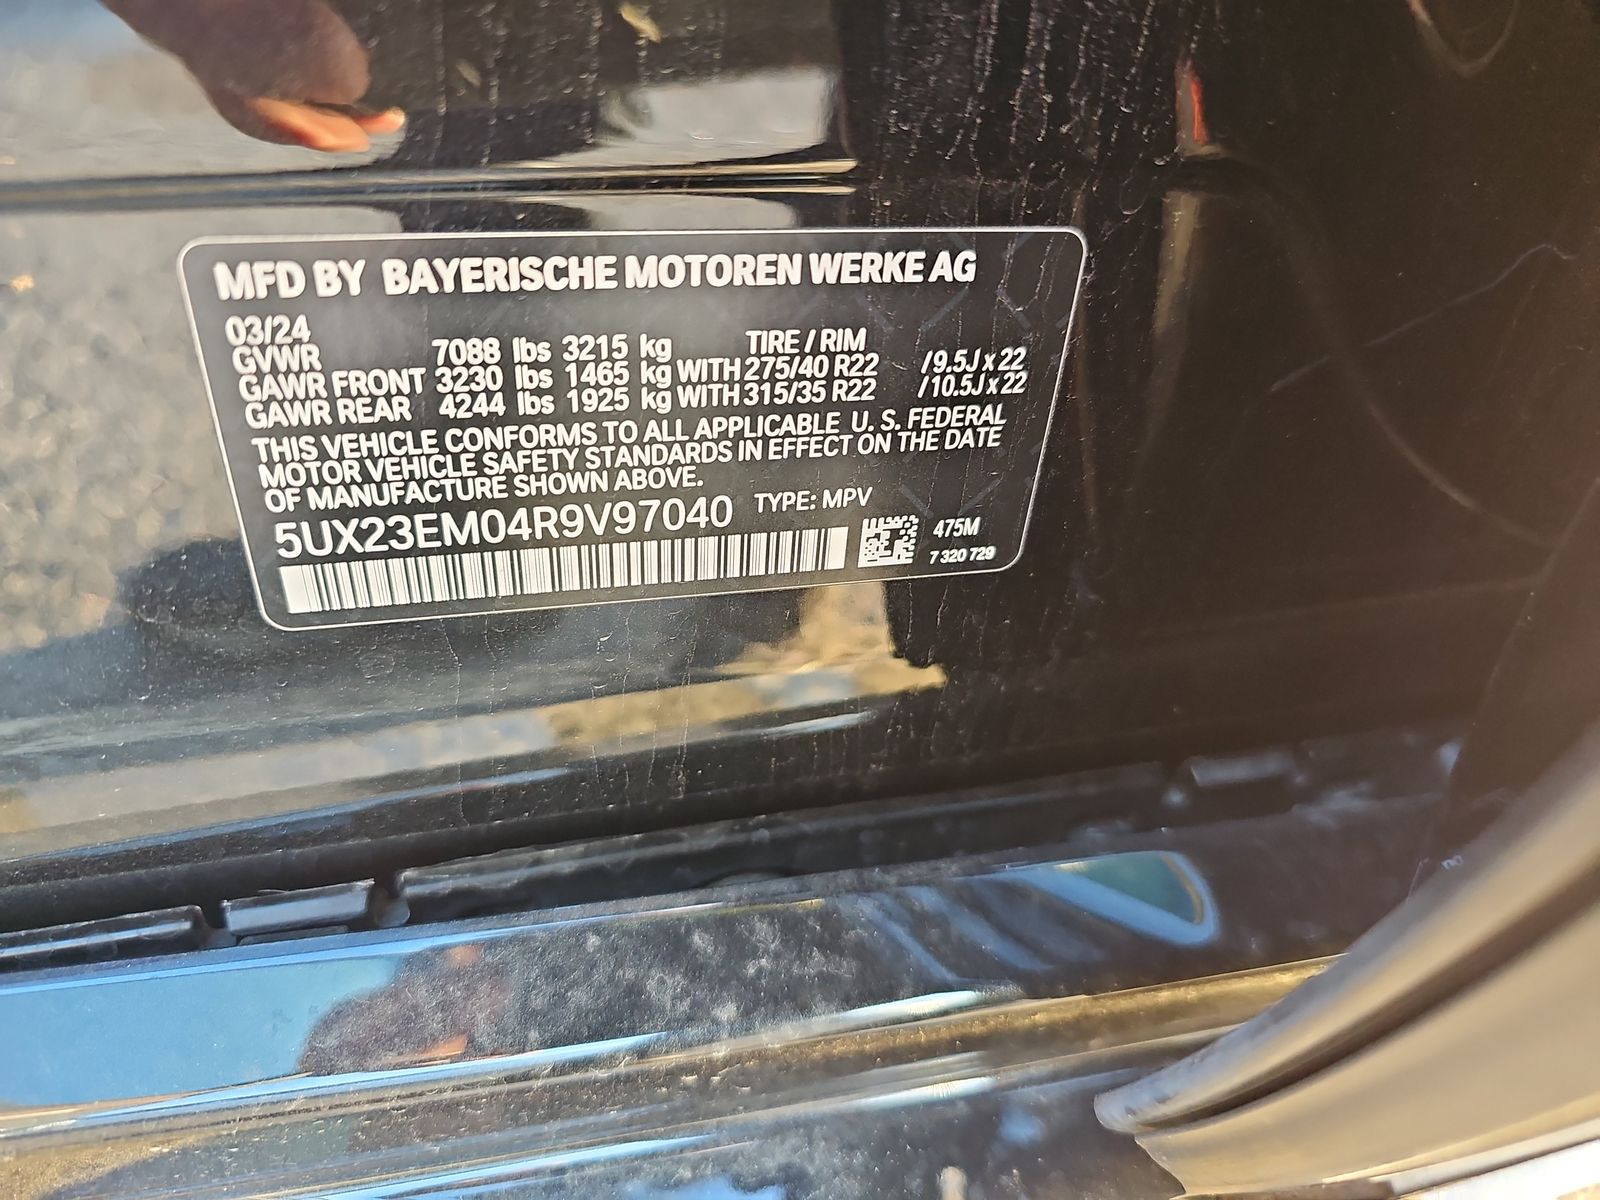 MFD BY BAYERISCHE MOTOREN WERKE AG
03/24
TIRE / RIM
GVWR 7088 lbs 3215 kg
GAWR FRONT 3230 lbs 1465 kg WITH 275/40 R22 /9.5J x 22
GAWR REAR 4244 lbs 1925 kg WITH 315/35 R22 /10.5J x 22
THIS VEHICLE CONFORMS TO ALL APPLICABLE U. S. FEDERAL
MOTOR VEHICLE SAFETY STANDARDS IN EFFECT ON THE DATE
OF MANUFACTURE SHOWN ABOVE.
5UX23EM04R9V97040 TYPE: MPV
475M
7 320 729